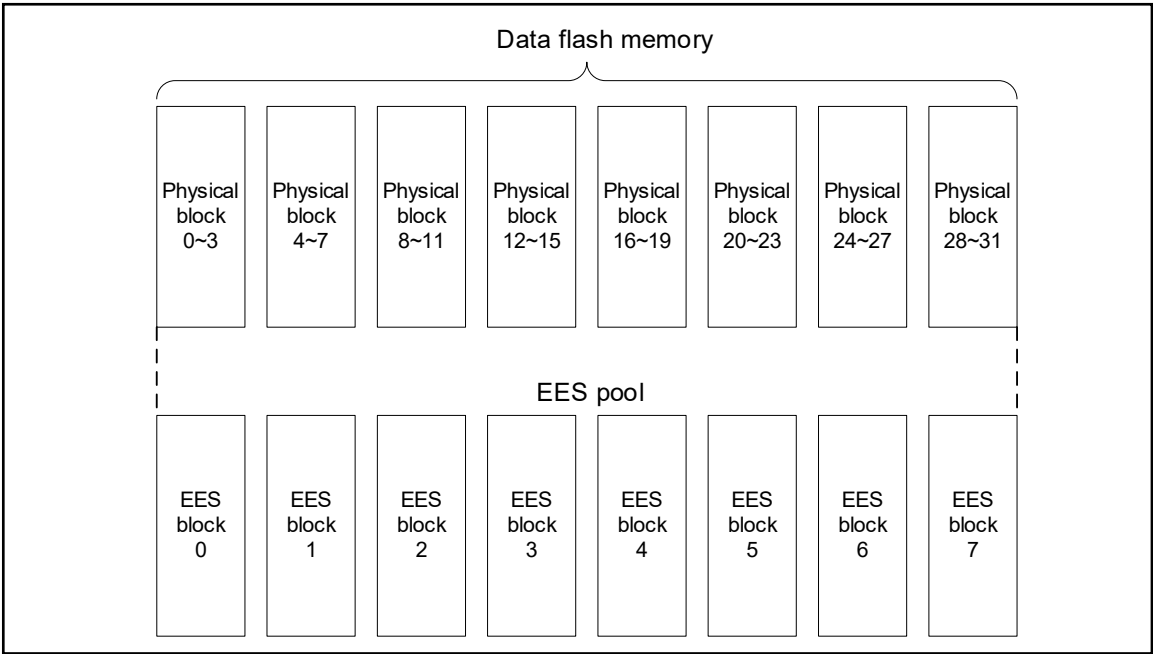 Data flash memory
Physical
block
0~3
Physical
block
4~7
Physical
block
8~11
Physical
block
12~15
Physical
block
16~19
Physical
block
20~23
Physical
block
24~27
Physical
block
28~31
EES pool
EES
block
0
EES
block
1
EES
block
2
EES
block
3
EES
block
4
EES
block
5
EES
block
6
EES
block
7